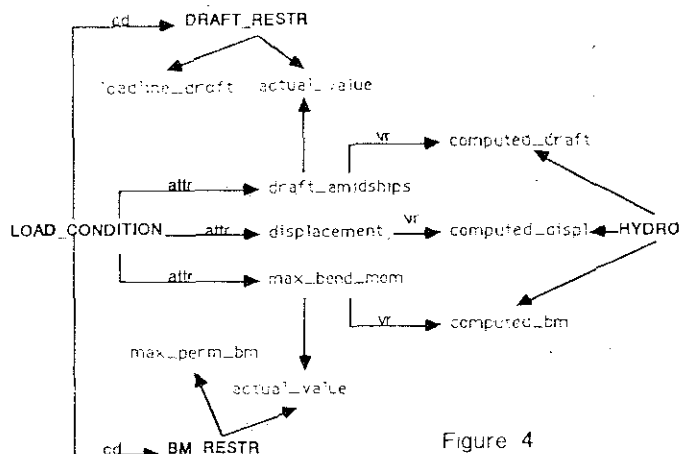 cd DRAFT_RESTR
loadline_draft actual_value
vr computed_draft
attr draft_amidships
LOAD_CONDITION attr displacement vr computed_displ HYDRO
attr max_bend_mom
vr computed_bm
max_perm_bm
actual_value
cd BM_RESTR
Figure 4